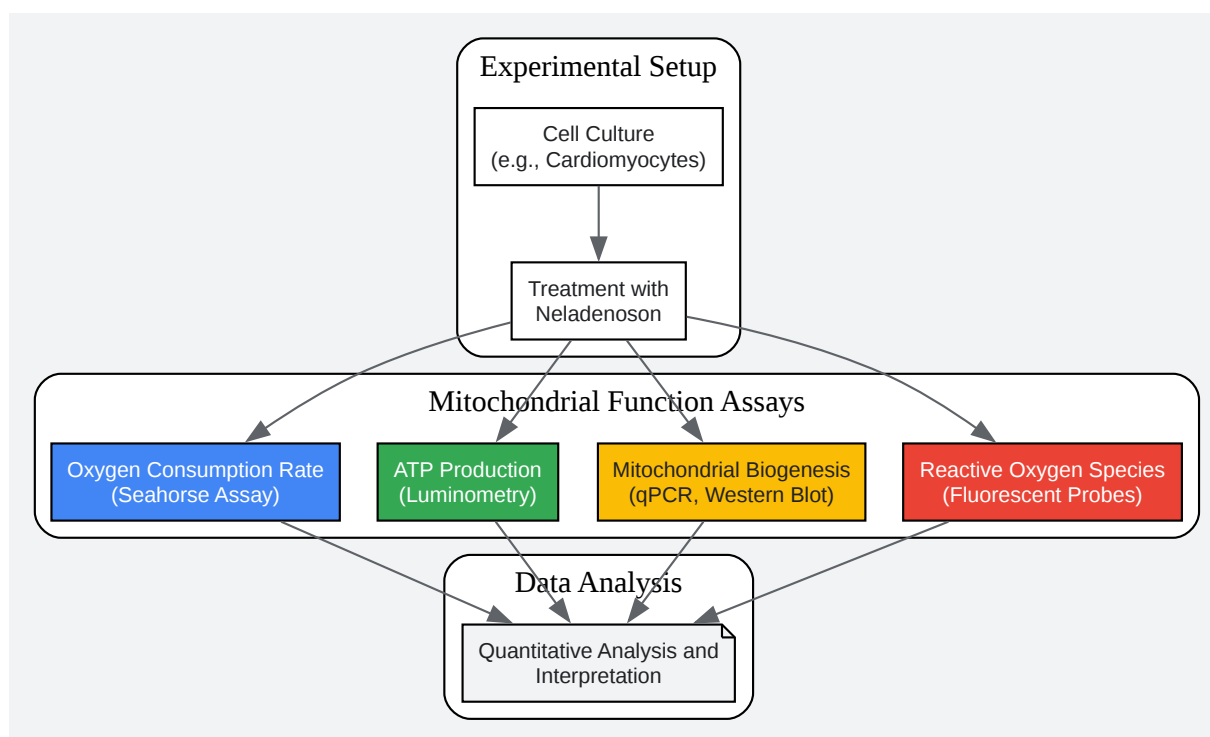 Experimental Setup
Cell Culture
(e.g., Cardiomyocytes)
Treatment with
Neladenoson
Mitochondrial Function Assays
Oxygen Consumption Rate
(Seahorse Assay)
ATP Production
(Luminometry)
Mitochondrial Biogenesis
(qPCR, Western Blot)
Reactive Oxygen Species
(Fluorescent Probes)
Data Analysis
Quantitative Analysis and
Interpretation